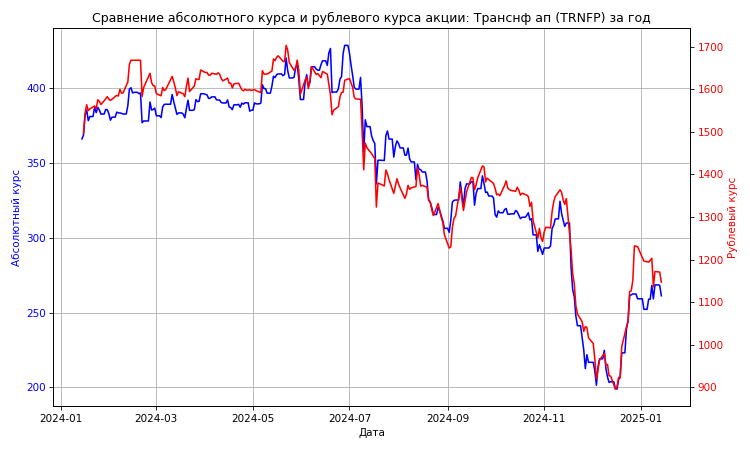 Сравнение абсолютного курса и рублевого курса акции: Транснф ап (TRNFP) за год
Абсолютный курс
400
350
300
250
200
1700
1600
1500
1400
1300
1200
1100
1000
900
Рублевый курс
2024-01 2024-03 2024-05 2024-07 2024-09 2024-11 2025-01
Дата